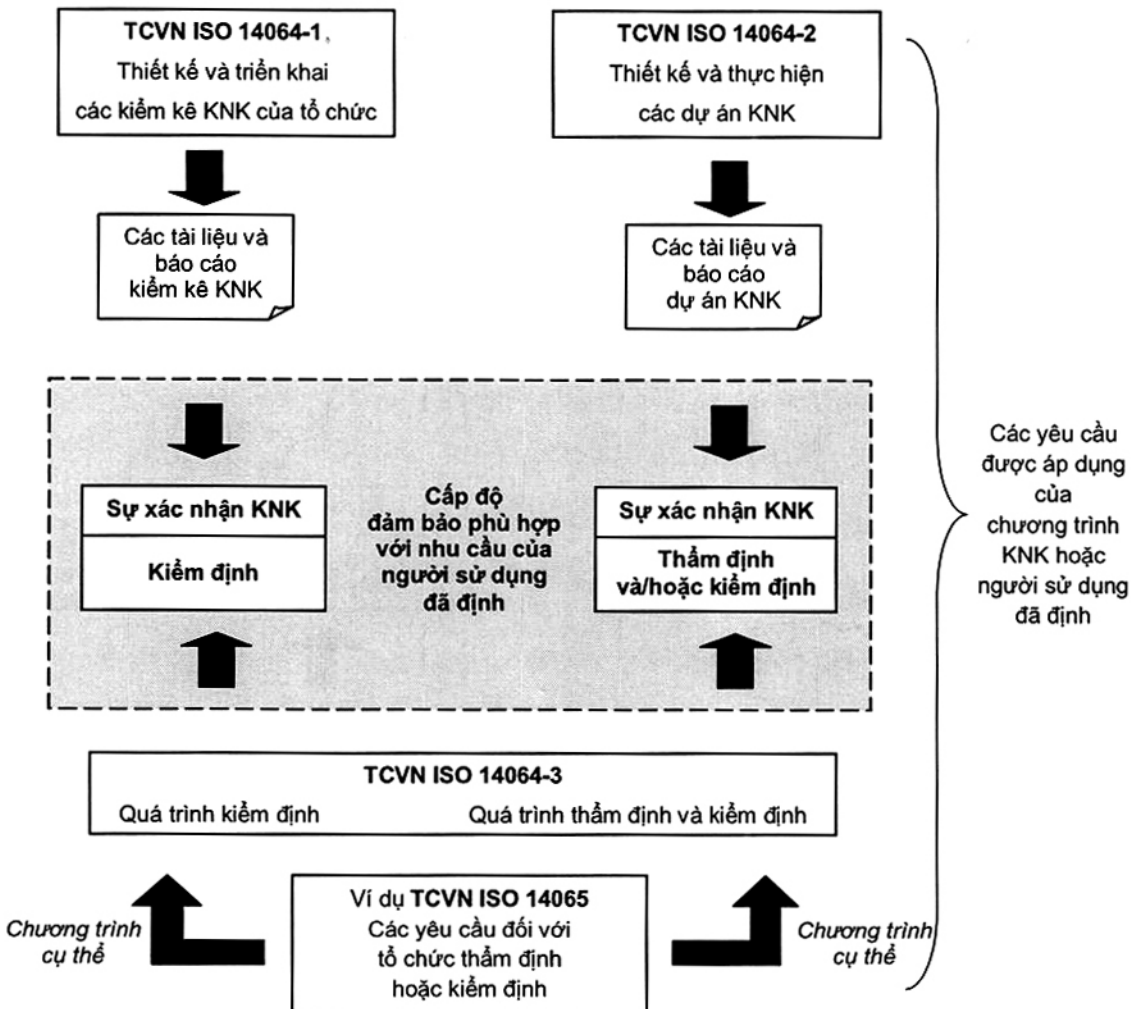 TCVN ISO 14064-1
Thiết kế và triển khai
các kiểm kê KNK của tổ chức
TCVN ISO 14064-2
Thiết kế và thực hiện
các dự án KNK
Các tài liệu và
báo cáo
kiểm kê KNK
Các tài liệu và
báo cáo
dự án KNK
Sự xác nhận KNK
Kiểm định
Cấp độ
đảm bảo phù hợp
với nhu cầu của
người sử dụng
đã định
Sự xác nhận KNK
Thẩm định
và/hoặc kiểm định
Các yêu cầu
được áp dụng
của
chương trình
KNK hoặc
người sử dụng
đã định
TCVN ISO 14064-3
Quá trình kiểm định
Quá trình thẩm định và kiểm định
Chương trình
cụ thể
Ví dụ TCVN ISO 14065
Các yêu cầu đối với
tổ chức thẩm định
hoặc kiểm định
Chương trình
cụ thể